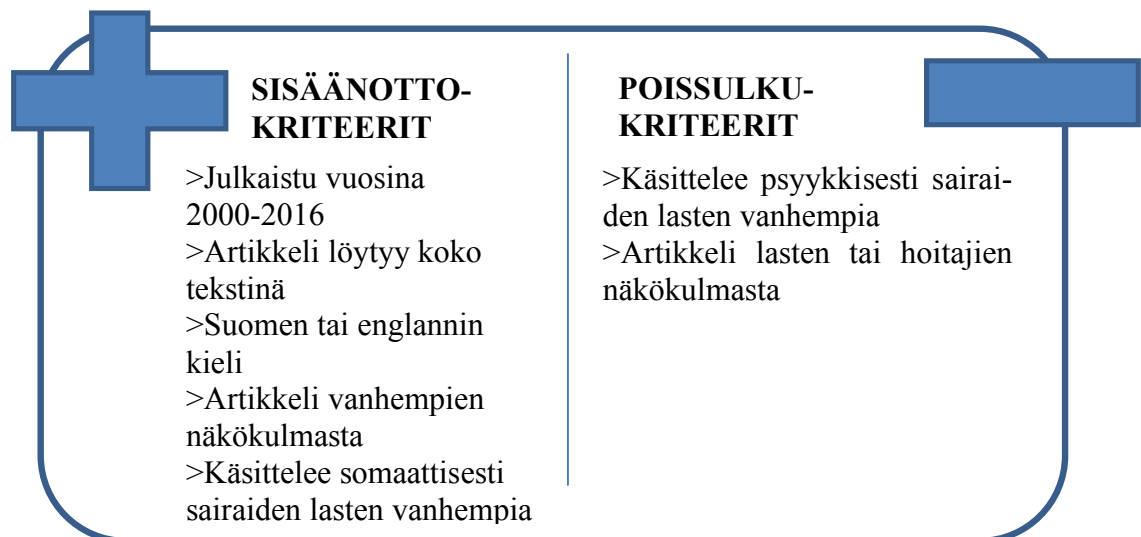 SISÄÄNOTTO-
KRITEERIT
>Julkaistu vuosina
2000-2016
>Artikkeli löytyy koko
tekstinä
>Suomen tai englannin
kieli
>Artikkeli vanhempien
näkökulmasta
>Käsittelee somaattisesti
sairaiden lasten vanhempia
POISSULKU-
KRITEERIT
>Käsittelee psyykkisesti sairai-
den lasten vanhempia
>Artikkeli lasten tai hoitajien
näkökulmasta